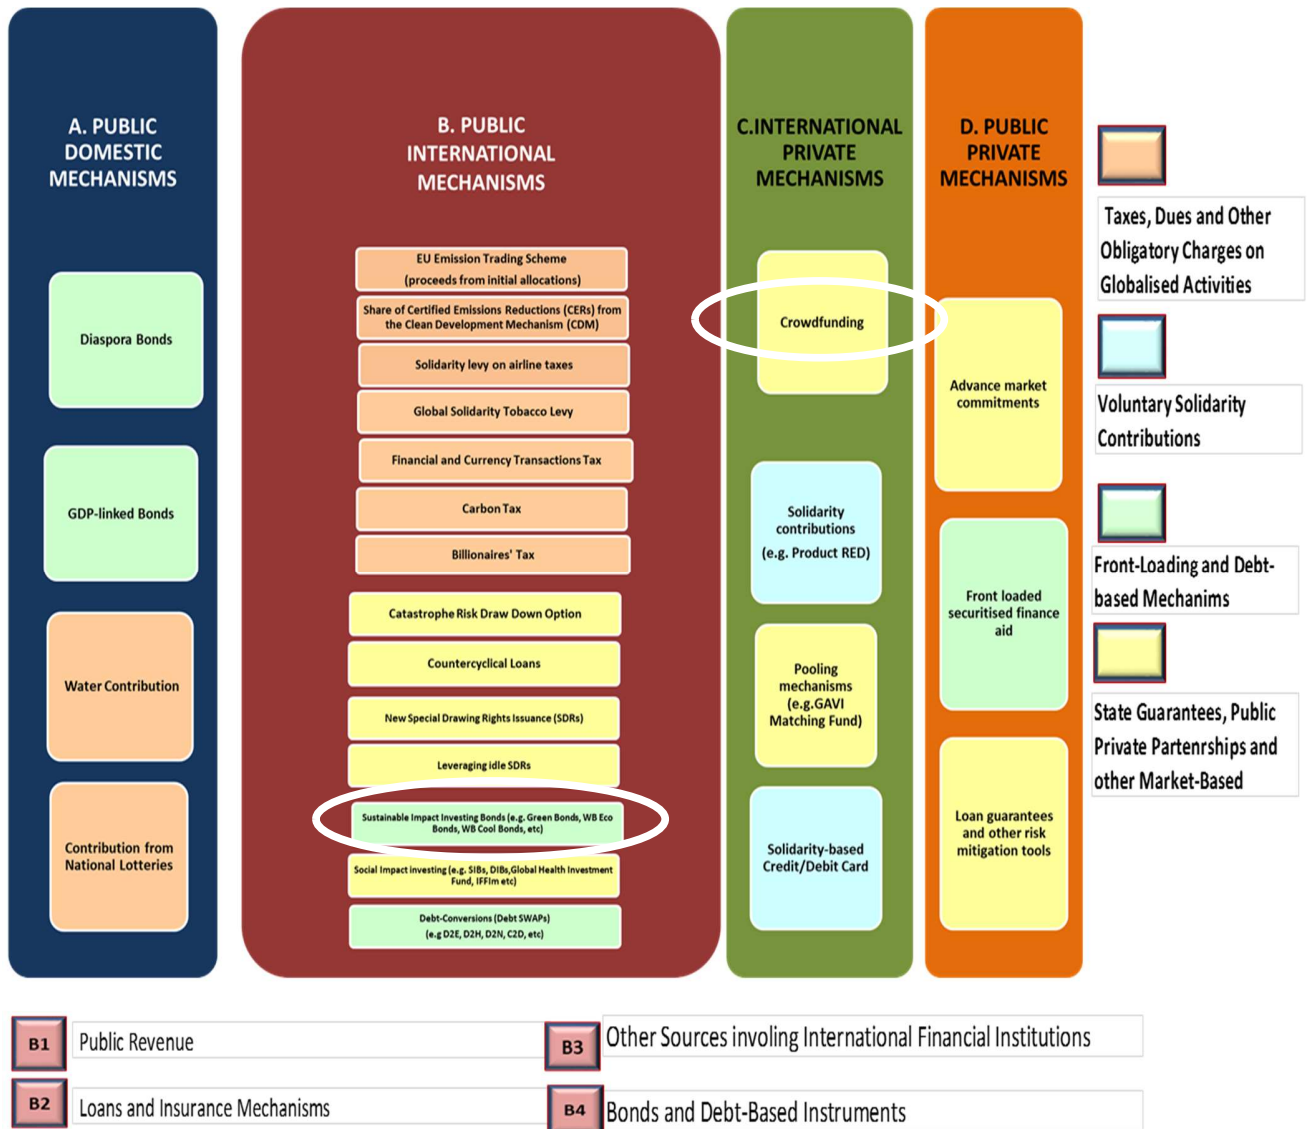 A. PUBLIC
DOMESTIC
MECHANISMS
Diaspora Bonds
GDP-linked Bonds
Water Contribution
Contribution from
National Lotteries
B. PUBLIC
INTERNATIONAL
MECHANISMS
EU Emission Trading Scheme
(proceeds from initial allocations)
Share of Certified Emissions Reductions (CERs) from
the Clean Development Mechanism (CDM)
Solidarity levy on airline taxes
Global Solidarity Tobacco Levy
Financial and Currency Transactions Tax
Carbon Tax
Billionaires' Tax
Catastrophe Risk Draw Down Option
Countercyclical Loans
New Special Drawing Rights Issuance (SDRs)
Leveraging idle SDRs
Sustainable Impact Investing Bonds (e.g. Green Bonds, WB Eco
Bonds, WB Cool Bonds, etc)
Social Impact investing (e.g. SIBs, DIBs,Global Health Investment
Fund, IFFIm etc)
Debt-Conversions (Debt SWAPs)
(e.g D2E, D2H, D2N, C2D, etc)
C.INTERNATIONAL
PRIVATE
MECHANISMS
Crowdfunding
Solidarity
contributions
(e.g. Product RED)
Pooling
mechanisms
(e.g.GAVI
Matching Fund)
Solidarity-based
Credit/Debit Card
D. PUBLIC
PRIVATE
MECHANISMS
Advance market
commitments
Front loaded
securitised finance
aid
Loan guarantees
and other risk
mitigation tools
Taxes, Dues and Other
Obligatory Charges on
Globalised Activities
Voluntary Solidarity
Contributions
Front-Loading and Debt-
based Mechanims
State Guarantees, Public
Private Partenrships and
other Market-Based
B1 Public Revenue
B3 Other Sources involing International Financial Institutions
B2 Loans and Insurance Mechanisms
B4 Bonds and Debt-Based Instruments